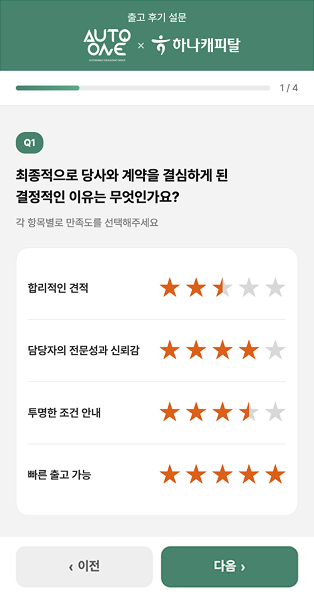 출고 후기 설문
AUTO ONE × 하나캐피탈
1 / 4
Q1
최종적으로 당사와 계약을 결심하게 된
결정적인 이유는 무엇인가요?
각 항목별로 만족도를 선택해주세요
합리적인 견적
담당자의 전문성과 신뢰감
투명한 조건 안내
빠른 출고 가능
‹ 이전
다음 ›